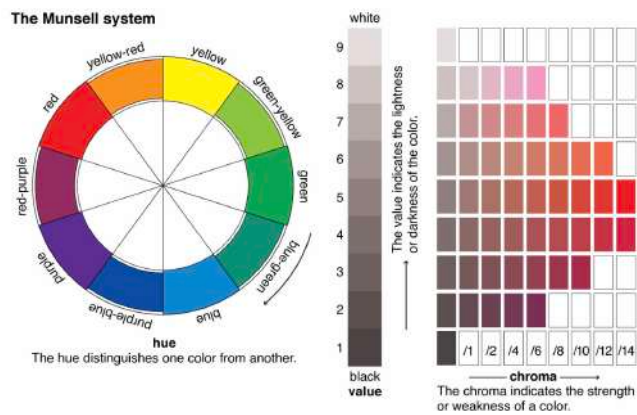 The Munsell system
yellow-red
yellow
green-yellow
green
blue-green
blue
purple-blue
purple
red-purple
red
hue
The hue distinguishes one color from another.
white
9
8
7
6
5
4
3
2
1
black
value
The value indicates the lightness
or darkness of the color.
/1 /2 /4 /6 /8 /10 /12 /14
chroma
The chroma indicates the strength
or weakness of a color.